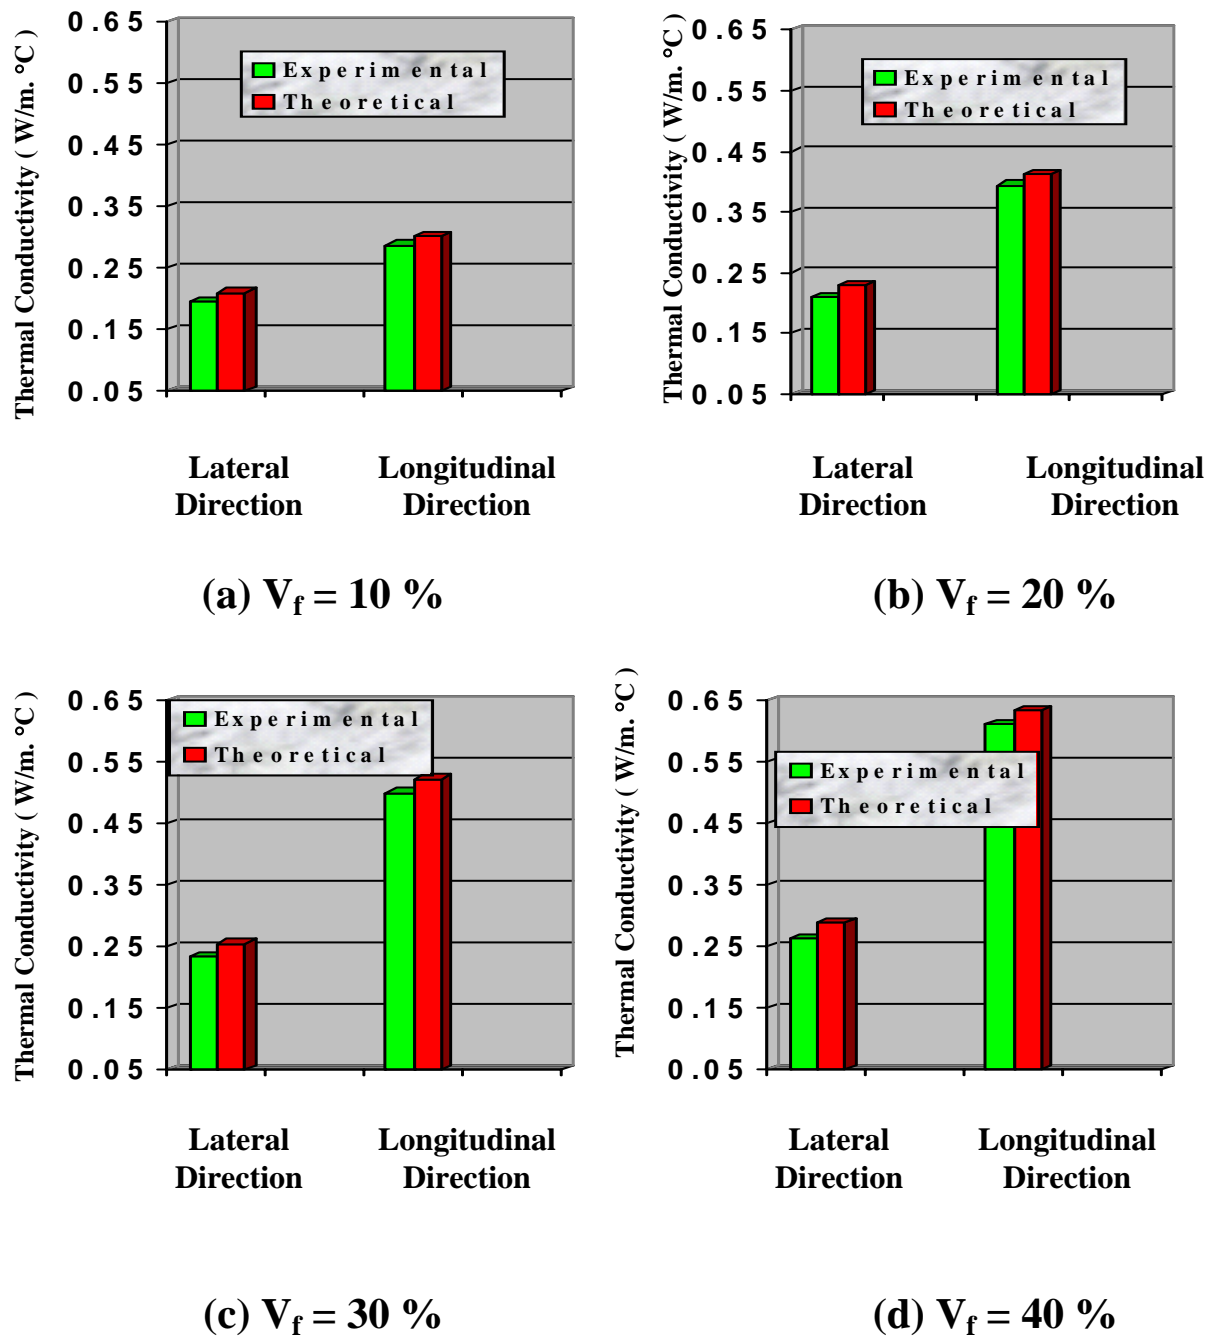 Thermal Conductivity ( W/m. °C )
0.65
0.55
0.45
0.35
0.25
0.15
0.05
Experimental
Theoretical
Lateral Direction
Longitudinal Direction
(a) Vf = 10 %
Thermal Conductivity ( W/m. °C )
0.65
0.55
0.45
0.35
0.25
0.15
0.05
Experimental
Theoretical
Lateral Direction
Longitudinal Direction
(b) Vf = 20 %
Thermal Conductivity ( W/m. °C )
0.65
0.55
0.45
0.35
0.25
0.15
0.05
Experimental
Theoretical
Lateral Direction
Longitudinal Direction
(c) Vf = 30 %
Thermal Conductivity ( W/m. °C )
0.65
0.55
0.45
0.35
0.25
0.15
0.05
Experimental
Theoretical
Lateral Direction
Longitudinal Direction
(d) Vf = 40 %